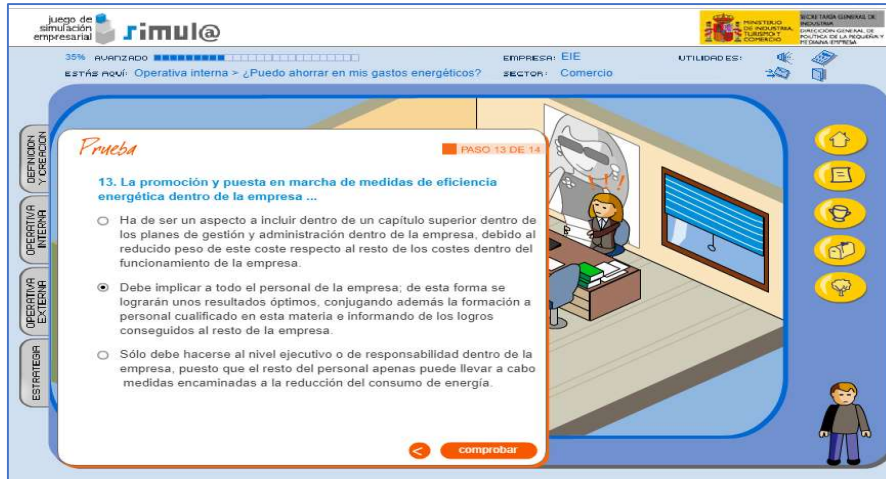 juego de
simulación
empresarial
simul@
MINISTERIO
DE INDUSTRIA,
TURISMO Y
COMERCIO
SECRETARÍA GENERAL DE
INDUSTRIA
DIRECCIÓN GENERAL DE
POLÍTICA DE LA PEQUEÑA Y
MEDIANA EMPRESA
35% AVANZADO
EMPRESA: EIE
UTILIDADES:
ESTÁS AQUÍ: Operativa interna > ¿Puedo ahorrar en mis gastos energéticos?
SECTOR: Comercio
DEFINICION
Y CREACION
OPERATIVA
INTERNA
OPERATIVA
EXTERNA
ESTRATEGIA
Prueba
PASO 13 DE 14
13. La promoción y puesta en marcha de medidas de eficiencia
energética dentro de la empresa ...
Ha de ser un aspecto a incluir dentro de un capítulo superior dentro de
los planes de gestión y administración dentro de la empresa, debido al
reducido peso de este coste respecto al resto de los costes dentro del
funcionamiento de la empresa.
Debe implicar a todo el personal de la empresa; de esta forma se
lograrán unos resultados óptimos, conjugando además la formación a
personal cualificado en esta materia e informando de los logros
conseguidos al resto de la empresa.
Sólo debe hacerse al nivel ejecutivo o de responsabilidad dentro de la
empresa, puesto que el resto del personal apenas puede llevar a cabo
medidas encaminadas a la reducción del consumo de energía.
<
comprobar